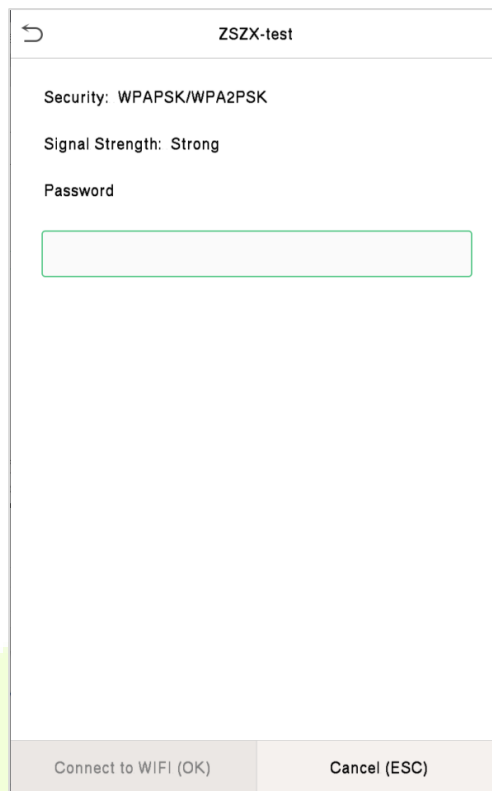 ZSZX-test
Security: WPAPSK/WPA2PSK
Signal Strength: Strong
Password
Connect to WIFI (OK)
Cancel (ESC)